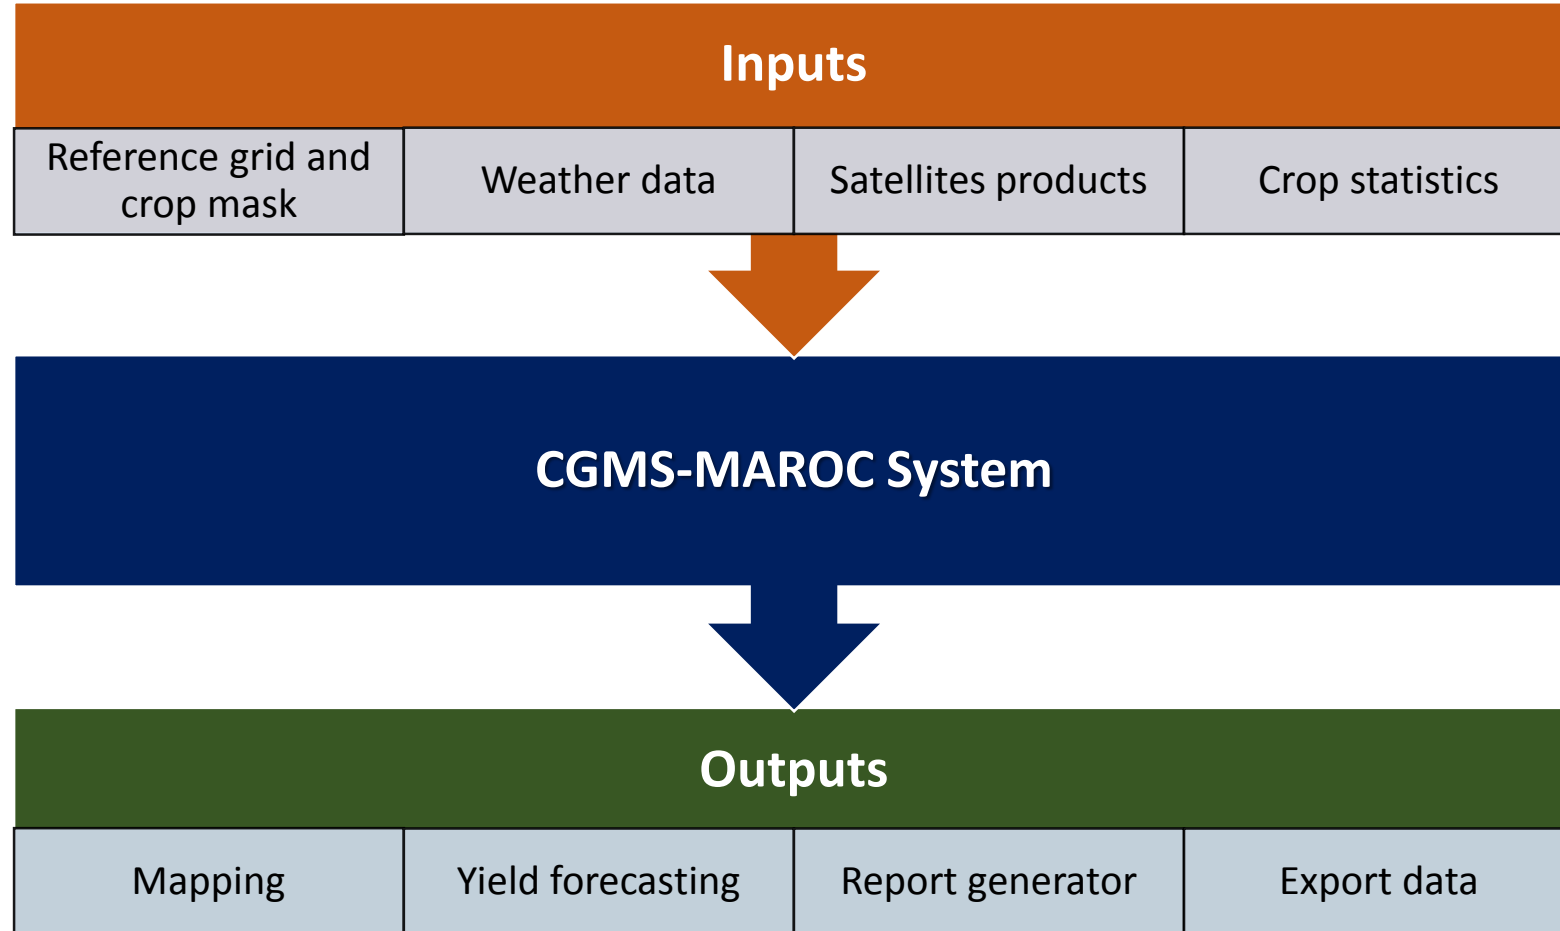 Inputs
Reference grid and
crop mask
Weather data
Satellites products
Crop statistics
CGMS-MAROC System
Outputs
Mapping
Yield forecasting
Report generator
Export data